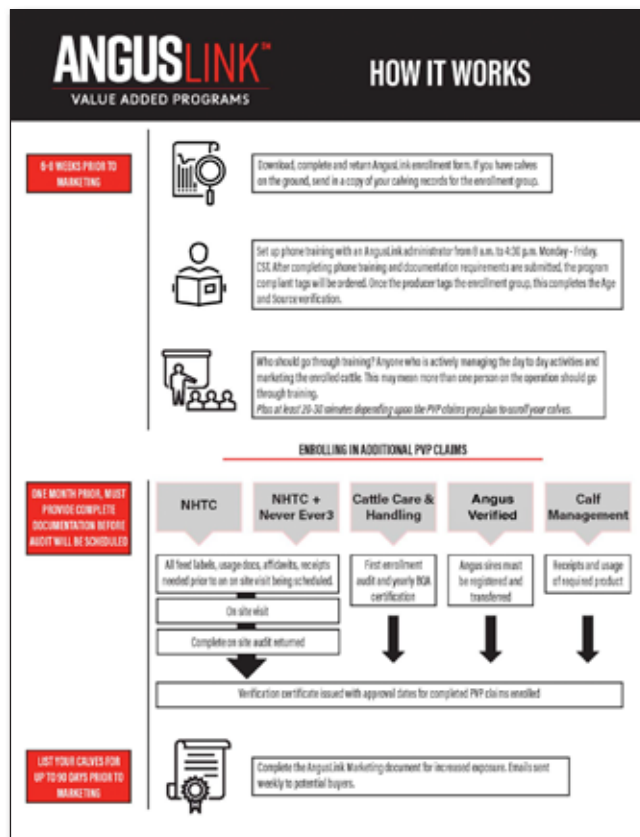 ANGUSLINK™
VALUE ADDED PROGRAMS
HOW IT WORKS
6-8 WEEKS PRIOR TO
MARKETING
Download, complete and return AngusLink enrollment form. If you have calves
on the ground, send in a copy of your calving records for the enrollment group.
Set up phone training with an AngusLink administrator from 8 a.m. to 4:30 p.m. Monday - Friday,
CST. After completing phone training and documentation requirements are submitted, the program
compliant tags will be ordered. Once the producer tags the enrollment group, this completes the Age
and Source verification.
Who should go through training? Anyone who is actively managing the day to day activities and
marketing the enrolled cattle. This may mean more than one person on the operation should go
through training.
Plan at least 20-30 minutes depending upon the PVP claims you plan to enroll your calves.
ENROLLING IN ADDITIONAL PVP CLAIMS
ONE MONTH PRIOR, MUST
PROVIDE COMPLETE
DOCUMENTATION BEFORE
AUDIT WILL BE SCHEDULED
NHTC
NHTC +
Never Ever3
Cattle Care &
Handling
Angus
Verified
Calf
Management
All feed labels, usage docs, affidavits, receipts
needed prior to on on site visit being scheduled.
On site visit
Complete on site audit returned
First enrollment
audit and yearly BQA
certification
Angus sires must
be registered and
transferred
Receipts and usage
of required product
Verification certificate issued with approval dates for completed PVP claims enrolled
LIST YOUR CALVES FOR
UP TO 90 DAYS PRIOR TO
MARKETING
Complete the AngusLink Marketing document for increased exposure. Emails sent
weekly to potential buyers.